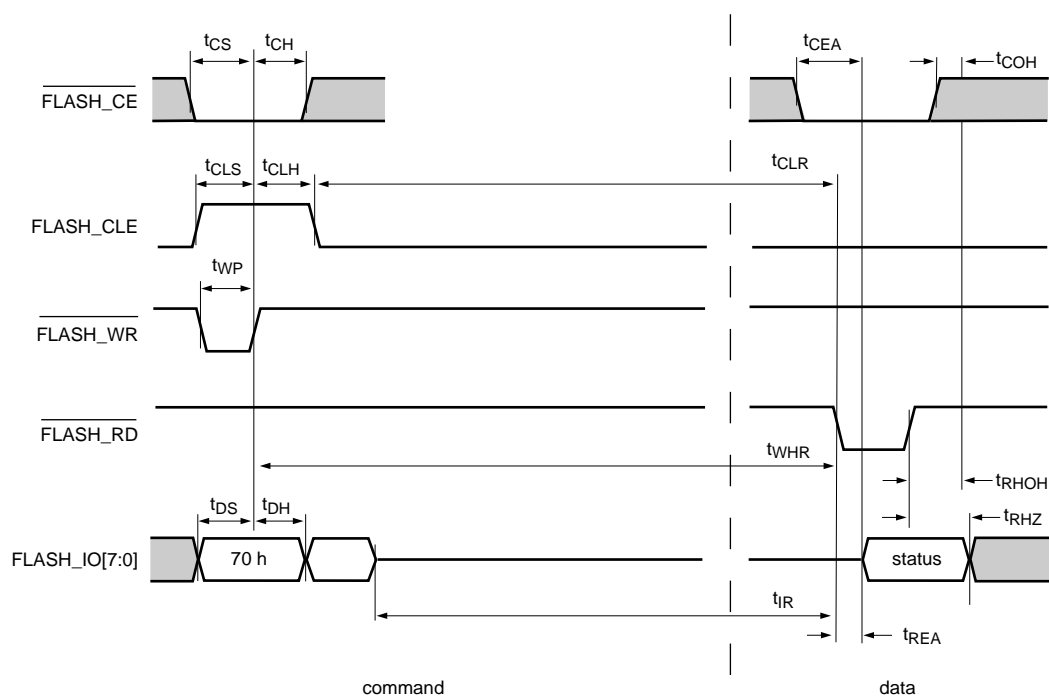 tCS tCH tCEA tCOH
FLASH_CE
tCLS tCLH tCLR
FLASH_CLE
tWP
FLASH_WR
FLASH_RD
tWHR
tRHOH
tDS tDH tRHZ
FLASH_IO[7:0] 70 h status
tIR
tREA
command data